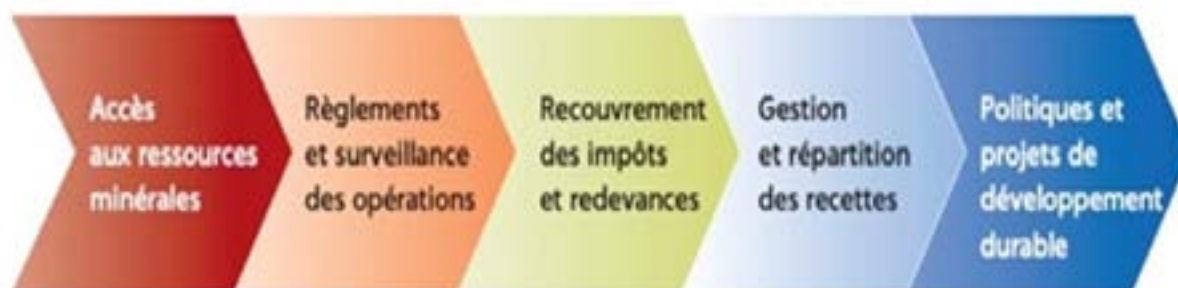 Accès
aux ressources
minérales
Règlements
et surveillance
des opérations
Recouvrement
des impôts
et redevances
Gestion
et répartition
des recettes
Politiques et
projets de
développement
durable